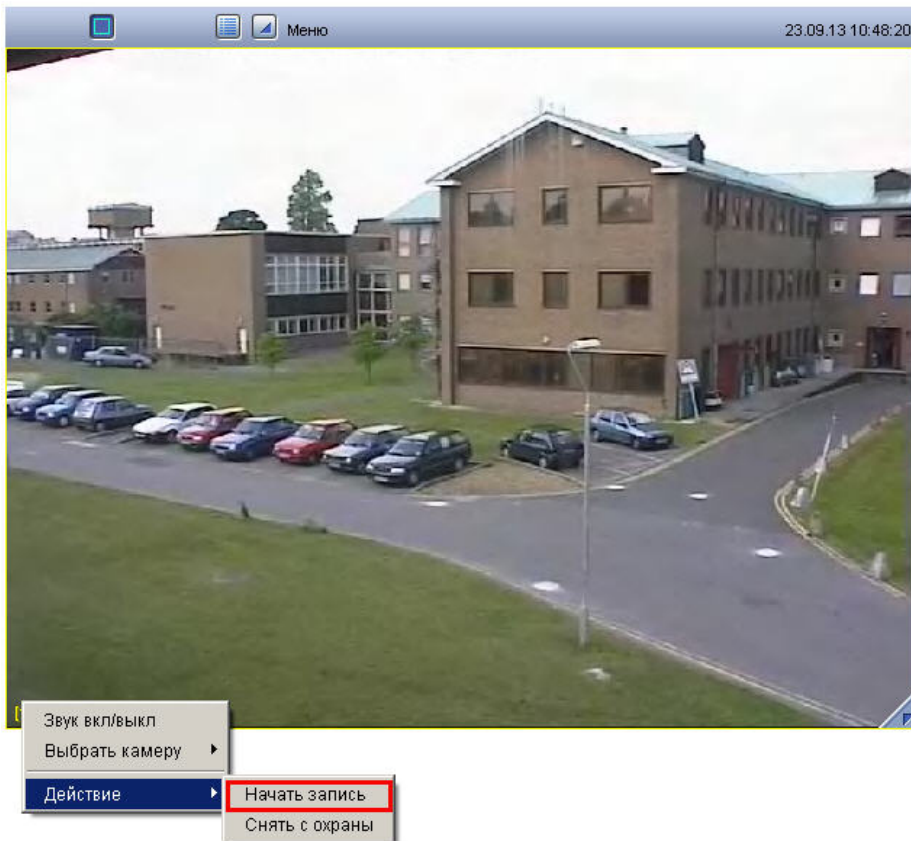 Меню
23.09.13 10:48:20
Звук вкл/выкл
Выбрать камеру
Действие
Начать запись
Снять с охраны